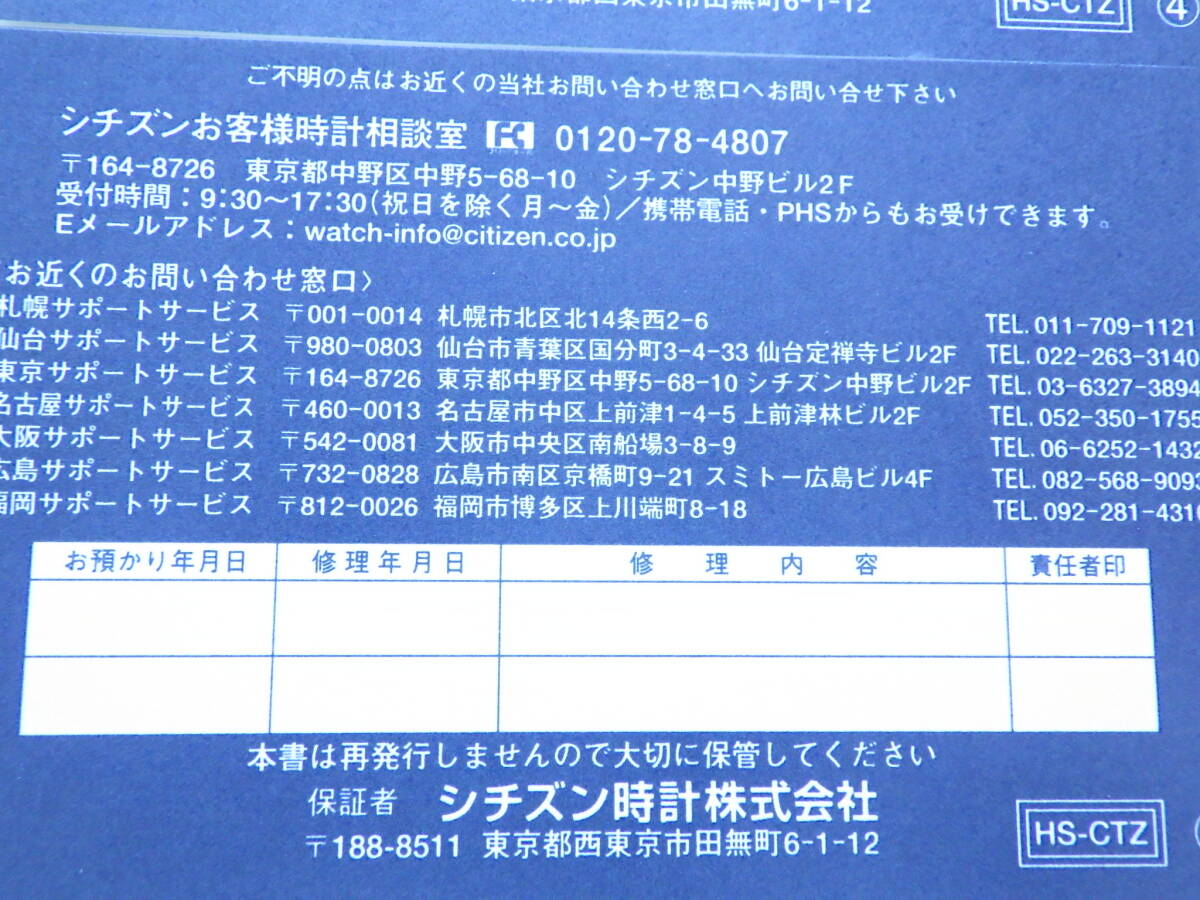 東京都西東京市田無町6-1-12 HS-CTZ ④
ご不明の点はお近くの当社お問い合わせ窓口へお問い合せ下さい
シチズンお客様時計相談室 0120-78-4807
〒164-8726 東京都中野区中野5-68-10 シチズン中野ビル2F
受付時間：9:30〜17:30(祝日を除く月〜金)／携帯電話・PHSからもお受けできます。
Eメールアドレス：watch-info@citizen.co.jp
お近くのお問い合わせ窓口〉
札幌サポートサービス 〒001-0014 札幌市北区北14条西2-6 TEL.011-709-1121
仙台サポートサービス 〒980-0803 仙台市青葉区国分町3-4-33 仙台定禅寺ビル2F TEL.022-263-3140
東京サポートサービス 〒164-8726 東京都中野区中野5-68-10 シチズン中野ビル2F TEL.03-6327-3894
名古屋サポートサービス 〒460-0013 名古屋市中区上前津1-4-5 上前津林ビル2F TEL.052-350-1755
大阪サポートサービス 〒542-0081 大阪市中央区南船場3-8-9 TEL.06-6252-1432
広島サポートサービス 〒732-0828 広島市南区京橋町9-21 スミトー広島ビル4F TEL.082-568-9093
福岡サポートサービス 〒812-0026 福岡市博多区上川端町8-18 TEL.092-281-4310
お預かり年月日 修理年月日 修理内容 責任者印
本書は再発行しませんので大切に保管してください
保証者 シチズン時計株式会社
〒188-8511 東京都西東京市田無町6-1-12
HS-CTZ